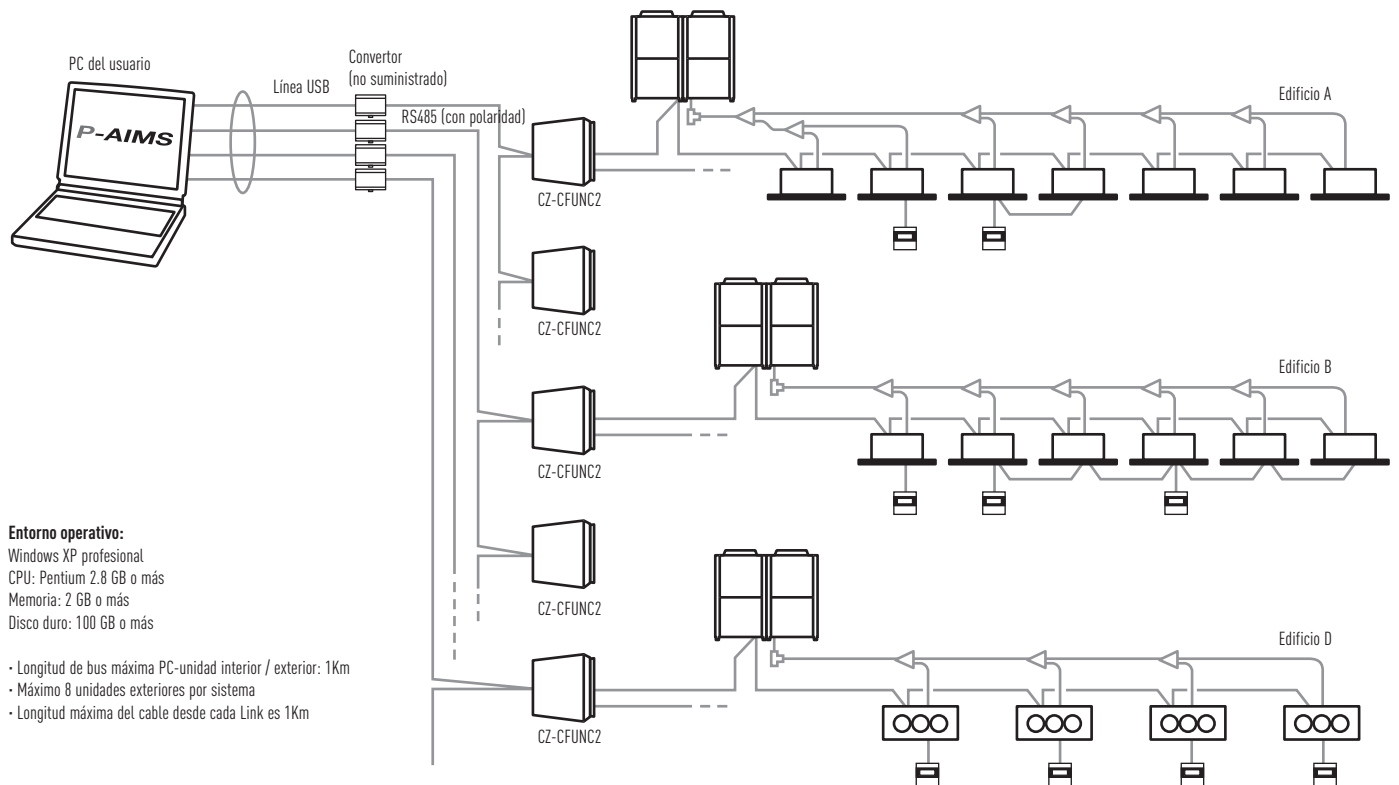 PC del usuario
P-AIMS
Línea USB
Convertor
(no suministrado)
RS485 (con polaridad)
CZ-CFUNC2
Edificio A
CZ-CFUNC2
CZ-CFUNC2
Edificio B
CZ-CFUNC2
CZ-CFUNC2
Edificio D
Entorno operativo:
Windows XP profesional
CPU: Pentium 2.8 GB o más
Memoria: 2 GB o más
Disco duro: 100 GB o más
· Longitud de bus máxima PC-unidad interior / exterior: 1Km
· Máximo 8 unidades exteriores por sistema
· Longitud máxima del cable desde cada Link es 1Km